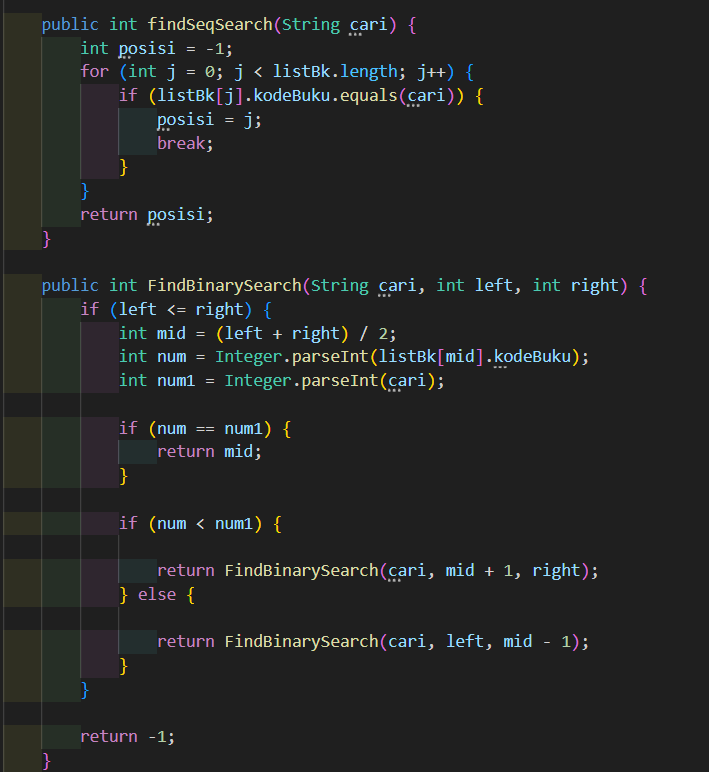 public int findSeqSearch(String cari) {
int posisi = -1;
for (int j = 0; j < listBk.length; j++) {
if (listBk[j].kodeBuku.equals(cari)) {
posisi = j;
break;
}
}
return posisi;
}
public int FindBinarySearch(String cari, int left, int right) {
if (left <= right) {
int mid = (left + right) / 2;
int num = Integer.parseInt(listBk[mid].kodeBuku);
int num1 = Integer.parseInt(cari);
if (num == num1) {
return mid;
}
if (num < num1) {
return FindBinarySearch(cari, mid + 1, right);
} else {
return FindBinarySearch(cari, left, mid - 1);
}
}
return -1;
}